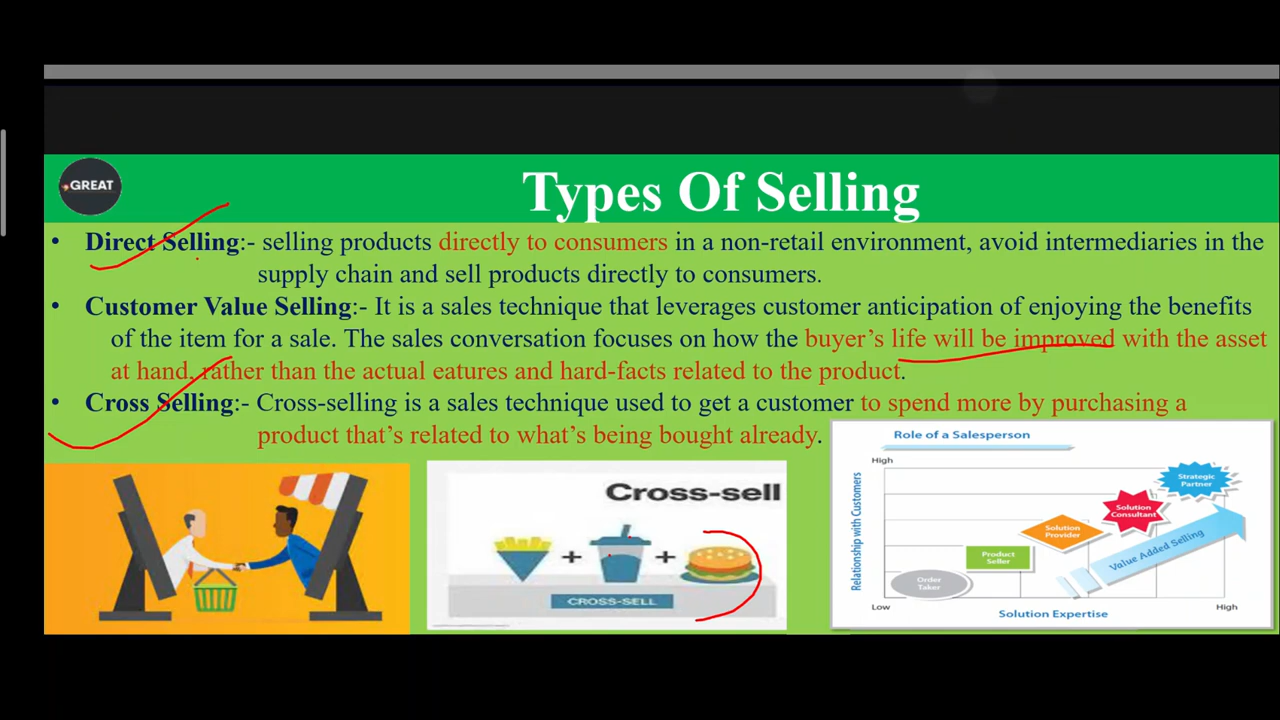 GREAT
Types Of Selling
• Direct Selling:- selling products directly to consumers in a non-retail environment, avoid intermediaries in the
supply chain and sell products directly to consumers.
• Customer Value Selling:- It is a sales technique that leverages customer anticipation of enjoying the benefits
of the item for a sale. The sales conversation focuses on how the buyer's life will be improved with the asset
at hand, rather than the actual eatures and hard-facts related to the product.
• Cross Selling:- Cross-selling is a sales technique used to get a customer to spend more by purchasing a
product that's related to what's being bought already.
Cross-sell
+ +
CROSS-SELL
Role of a Salesperson
High
Relationship with Customers
Strategic
Partner
Solution
Consultant
Solution
Provider
Product
Seller
Order
Taker
Value Added Selling
Low
High
Solution Expertise